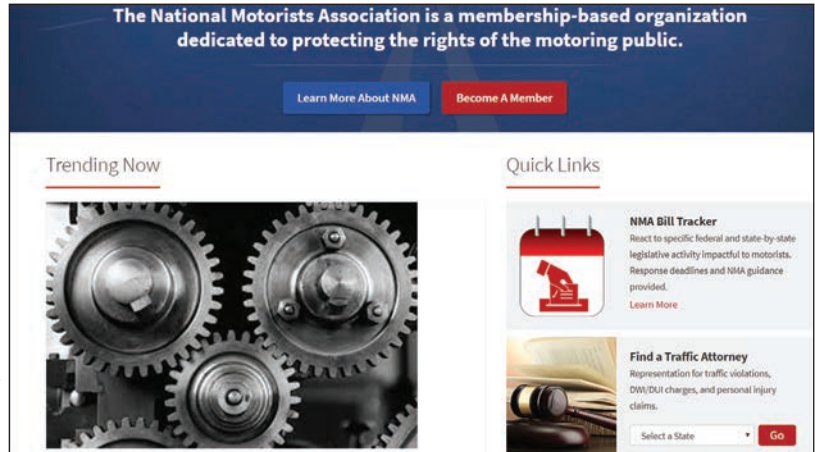 The National Motorists Association is a membership-based organization
dedicated to protecting the rights of the motoring public.
Learn More About NMA
Become A Member
Trending Now
Quick Links
NMA Bill Tracker
React to specific federal and state-by-state
legislative activity impactful to motorists.
Response deadlines and NMA guidance
provided.
Learn More
Find a Traffic Attorney
Representation for traffic violations,
DWI/DUI charges, and personal injury
claims.
Select a State
Go